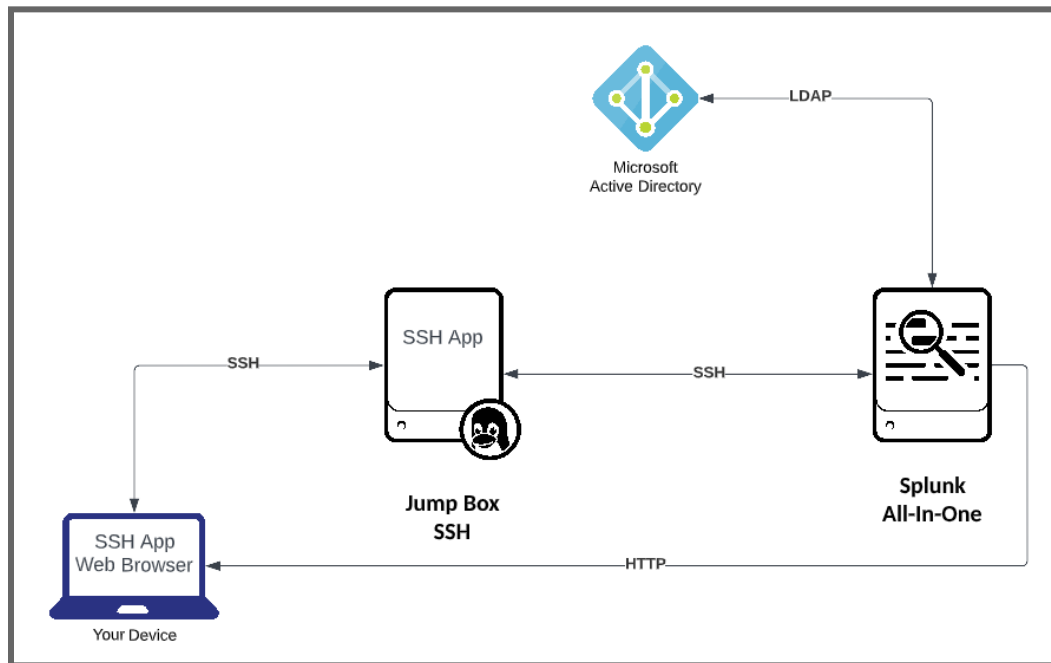 LDAP
Microsoft
Active Directory
SSH App
SSH
SSH
Jump Box
SSH
Splunk
All-In-One
SSH App
Web Browser
HTTP
Your Device